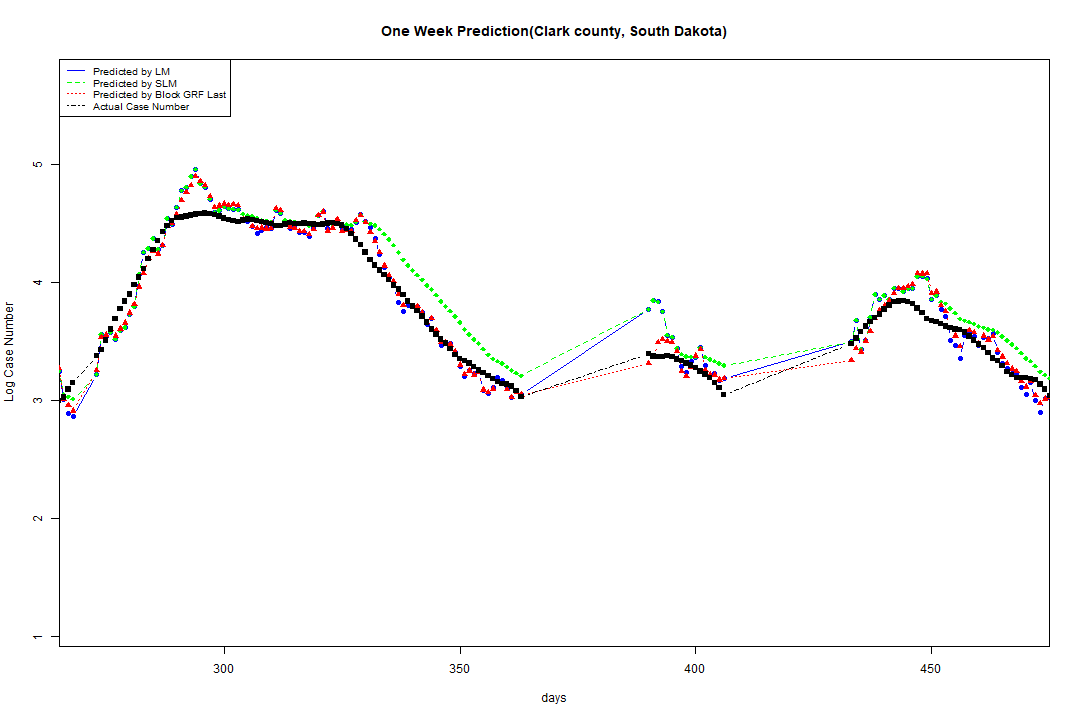 One Week Prediction(Clark county, South Dakota)
Predicted by LM
Predicted by SLM
Predicted by Block GRF Last
Actual Case Number
Log Case Number
5
4
3
2
1
300 350 400 450
days